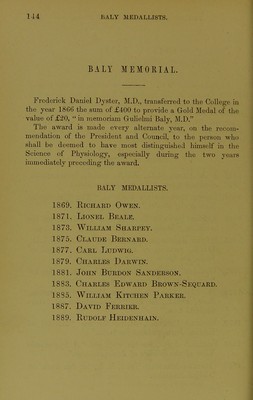 144 BALY MEDALLISTS.
BALY MEMORIAL.
Frederick Daniel Dyster, M.D., transferred to the College in
the year 1866 the sum of £400 to provide a Gold Medal of the
value of £20, “in memoriam Gulielmi Baly, M.D.”
The award is made every alternate year, on the recom-
mendation of the President and Council, to the person who
shall be deemed to have most distinguished himself in the
Science of Physiology, especially during the two years
immediately preceding the award.
BALY MEDALLISTS.
1869. Richard Owen.
1871. Lionel Beale.
1873. William Sharpey.
1875. Claude Bernard.
1877. Carl Ludwig.
1879. Charles Darwin.
1881. John Burdon Sanderson.
1883. Charles Edward Brown-Sequard.
1885. William Kitchen Parker.
1887. David Ferrier.
1889. Rudolf Heidenhain.